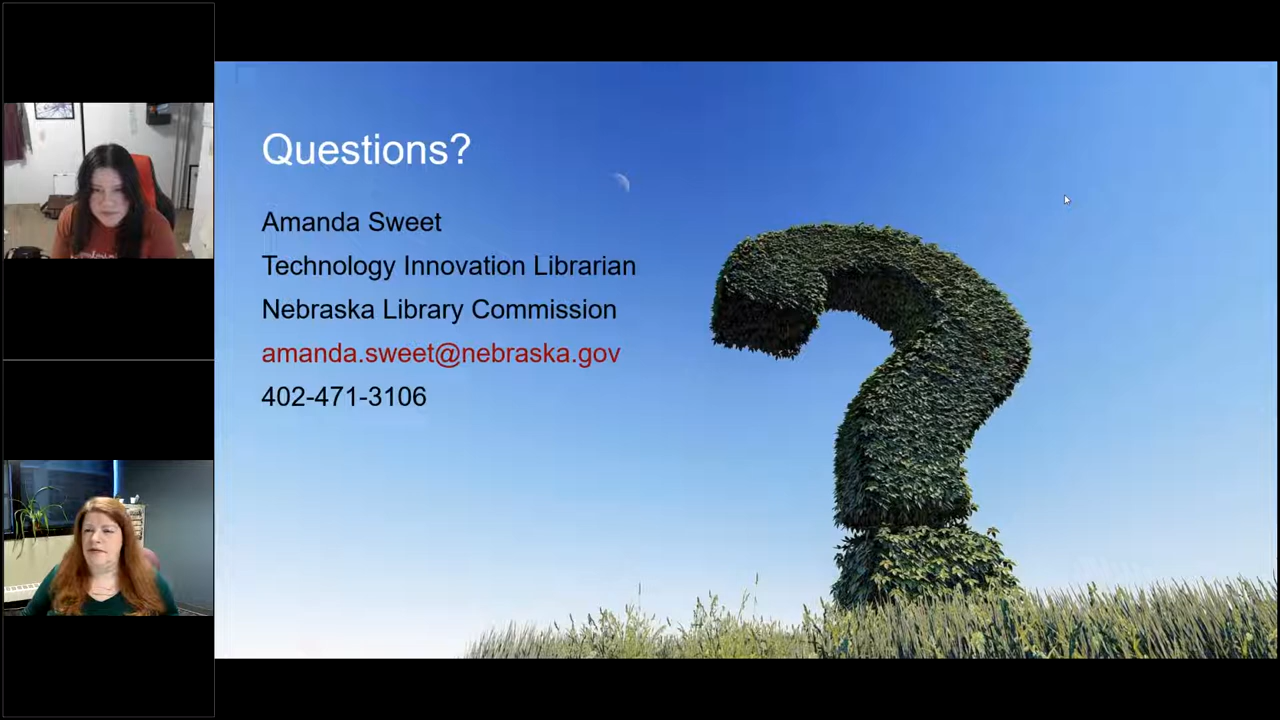 Questions?
Amanda Sweet
Technology Innovation Librarian
Nebraska Library Commission
amanda.sweet@nebraska.gov
402-471-3106